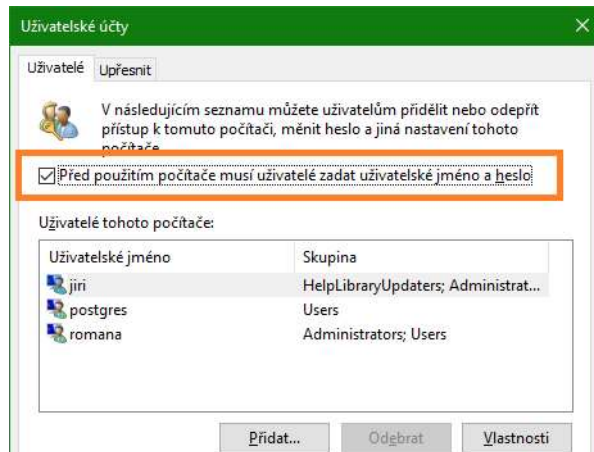 Uživatelské účty
Uživatelé Upřesnit
V následujícím seznamu můžete uživatelům přidělit nebo odepřít
přístup k tomuto počítači, měnit heslo a jiná nastavení tohoto
počítače.
Před použitím počítače musí uživatelé zadat uživatelské jméno a heslo
Uživatelé tohoto počítače:
Uživatelské jméno Skupina
jiri HelpLibraryUpdaters; Administrat...
postgres Users
romana Administrators; Users
Přidat... Odebrat Vlastnosti